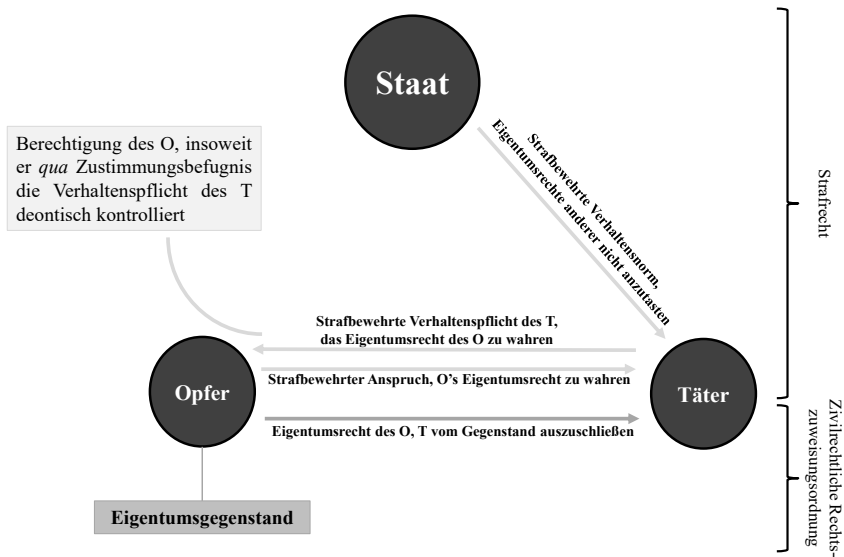 Staat
Berechtigung des O, insoweit
er qua Zustimmungsbefugnis
die Verhaltenspflicht des T
deontisch kontrolliert
Strafbewehrte Verhaltensnorm,
Eigentumsrechte anderer nicht anzutasten
Strafrecht
Strafbewehrte Verhaltenspflicht des T,
das Eigentumsrecht des O zu wahren
Opfer
Strafbewehrter Anspruch, O's Eigentumsrecht zu wahren
Täter
Eigentumsrecht des O, T vom Gegenstand auszuschließen
Zivilrechtliche Rechts-
zuweisungsordnung
Eigentumsgegenstand